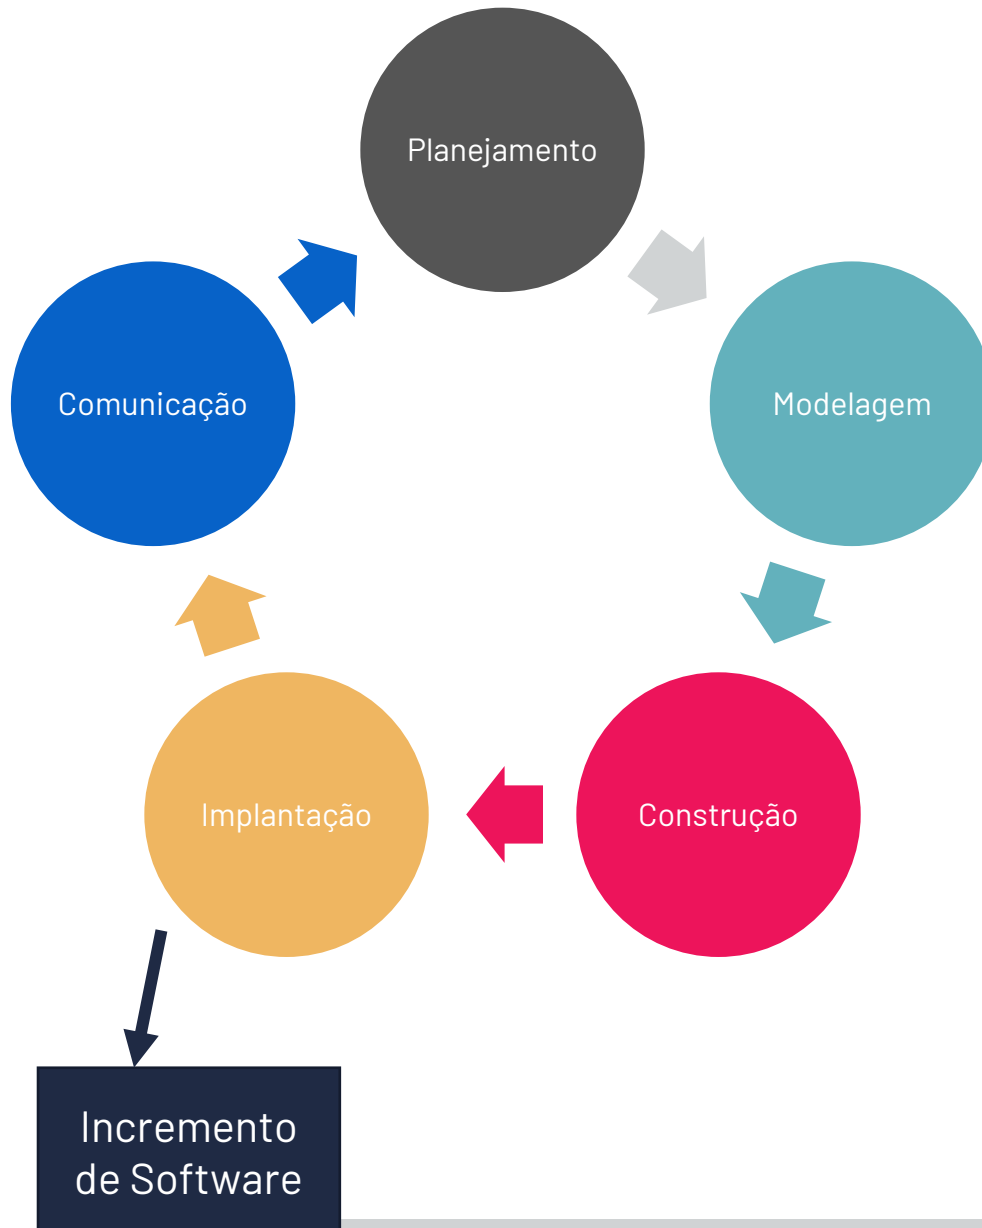 Planejamento
Comunicação
Modelagem
Implantação
Construção
Incremento
de Software